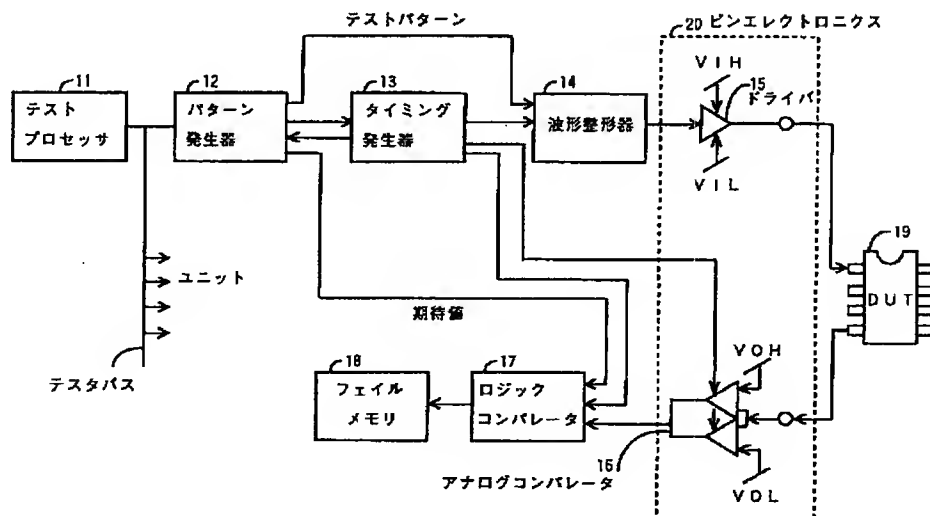 テストパターン
20 ピンエレクトロニクス
11
テスト
プロセッサ
12
パターン
発生器
13
タイミング
発生器
14
波形整形器
VIH
15
ドライバ
VIL
19
DUT
ユニット
テスタバス
期待値
18
フェイル
メモリ
17
ロジック
コンパレータ
VOH
16
アナログコンパレータ
VOL